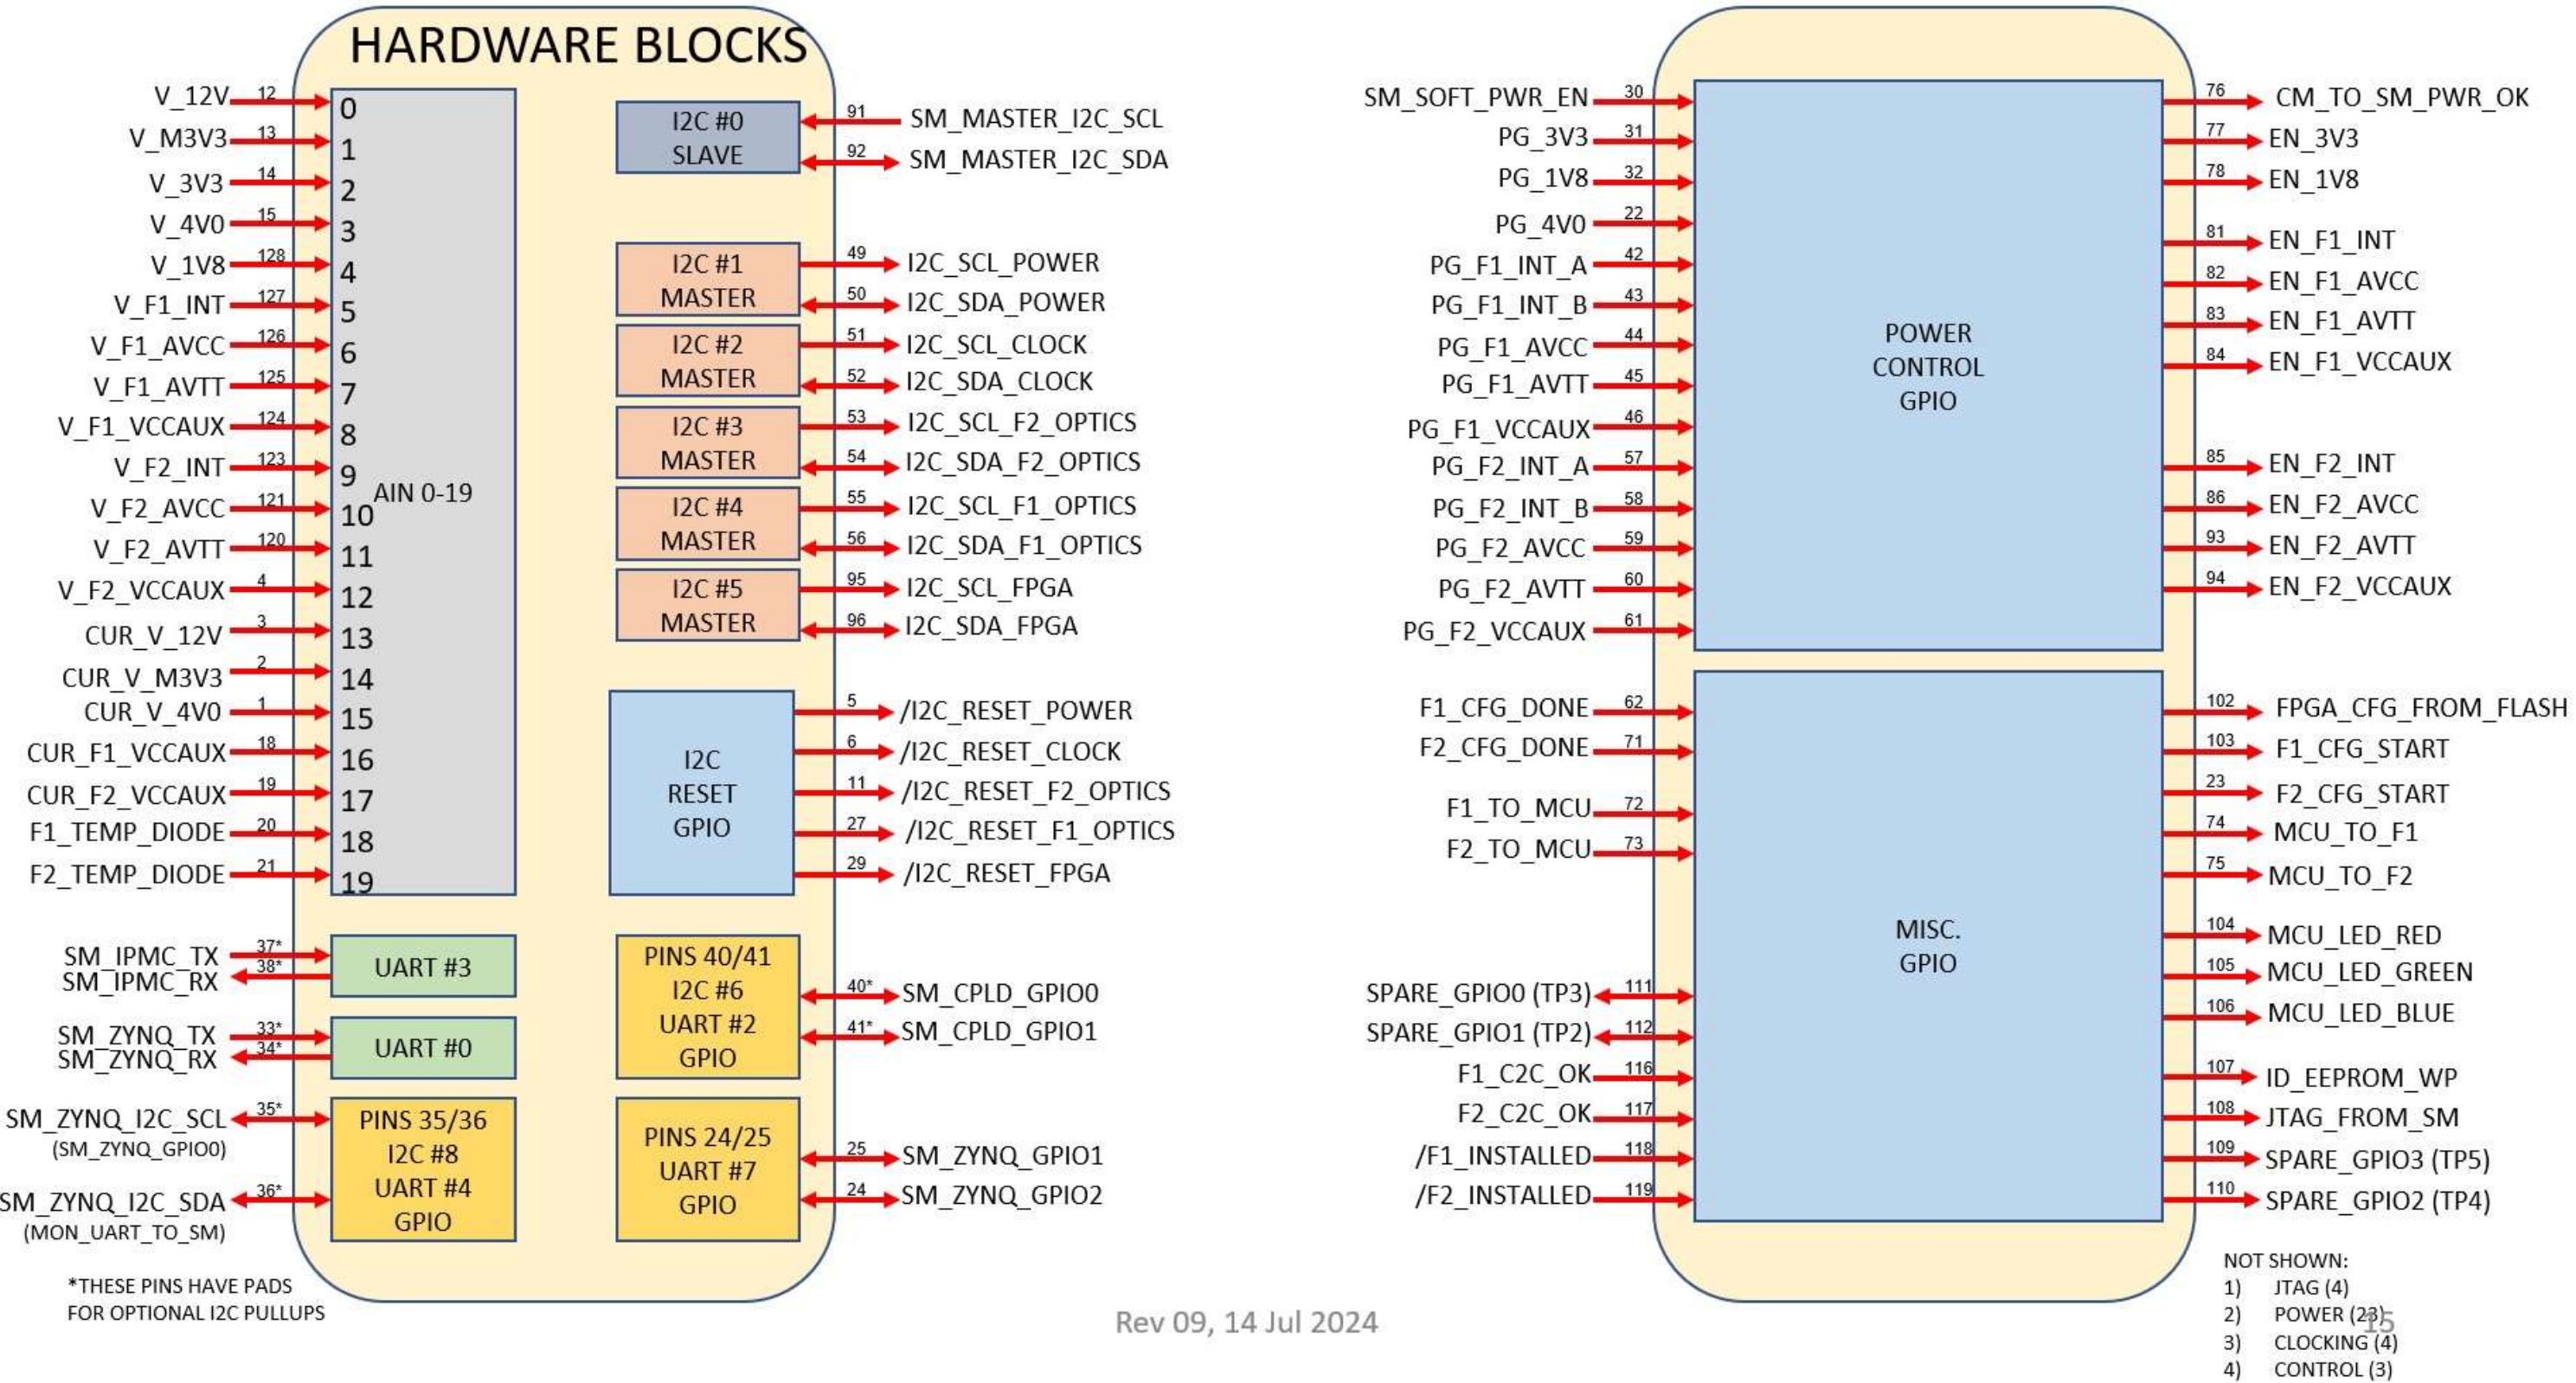 HARDWARE BLOCKS
V_12V 12 0
V_M3V3 13 1
V_3V3 14 2
V_4V0 15 3
V_1V8 128 4
V_F1_INT 127 5
V_F1_AVCC 126 6
V_F1_AVTT 125 7
V_F1_VCCAUX 124 8
V_F2_INT 123 9
AIN 0-19
V_F2_AVCC 121 10
V_F2_AVTT 120 11
V_F2_VCCAUX 4 12
CUR_V_12V 3 13
CUR_V_M3V3 2 14
CUR_V_4V0 1 15
CUR_F1_VCCAUX 18 16
CUR_F2_VCCAUX 19 17
F1_TEMP_DIODE 20 18
F2_TEMP_DIODE 21 19
SM_IPMC_TX 37*
SM_IPMC_RX 38*
UART #3
SM_ZYNQ_TX 33*
SM_ZYNQ_RX 34*
UART #0
SM_ZYNQ_I2C_SCL 35*
(SM_ZYNQ_GPIO0)
SM_ZYNQ_I2C_SDA 36*
(MON_UART_TO_SM)
PINS 35/36
I2C #8
UART #4
GPIO
*THESE PINS HAVE PADS
FOR OPTIONAL I2C PULLUPS
I2C #0
SLAVE
91 SM_MASTER_I2C_SCL
92 SM_MASTER_I2C_SDA
I2C #1
MASTER
49 I2C_SCL_POWER
50 I2C_SDA_POWER
I2C #2
MASTER
51 I2C_SCL_CLOCK
52 I2C_SDA_CLOCK
I2C #3
MASTER
53 I2C_SCL_F2_OPTICS
54 I2C_SDA_F2_OPTICS
I2C #4
MASTER
55 I2C_SCL_F1_OPTICS
56 I2C_SDA_F1_OPTICS
I2C #5
MASTER
95 I2C_SCL_FPGA
96 I2C_SDA_FPGA
I2C
RESET
GPIO
5 /I2C_RESET_POWER
6 /I2C_RESET_CLOCK
11 /I2C_RESET_F2_OPTICS
27 /I2C_RESET_F1_OPTICS
29 /I2C_RESET_FPGA
PINS 40/41
I2C #6
UART #2
GPIO
40* SM_CPLD_GPIO0
41* SM_CPLD_GPIO1
PINS 24/25
UART #7
GPIO
25 SM_ZYNQ_GPIO1
24 SM_ZYNQ_GPIO2
SM_SOFT_PWR_EN 30
PG_3V3 31
PG_1V8 32
PG_4V0 22
PG_F1_INT_A 42
PG_F1_INT_B 43
PG_F1_AVCC 44
PG_F1_AVTT 45
PG_F1_VCCAUX 46
PG_F2_INT_A 57
PG_F2_INT_B 58
PG_F2_AVCC 59
PG_F2_AVTT 60
PG_F2_VCCAUX 61
POWER
CONTROL
GPIO
76 CM_TO_SM_PWR_OK
77 EN_3V3
78 EN_1V8
81 EN_F1_INT
82 EN_F1_AVCC
83 EN_F1_AVTT
84 EN_F1_VCCAUX
85 EN_F2_INT
86 EN_F2_AVCC
93 EN_F2_AVTT
94 EN_F2_VCCAUX
F1_CFG_DONE 62
F2_CFG_DONE 71
F1_TO_MCU 72
F2_TO_MCU 73
SPARE_GPIO0 (TP3) 111
SPARE_GPIO1 (TP2) 112
F1_C2C_OK 116
F2_C2C_OK 117
/F1_INSTALLED 118
/F2_INSTALLED 119
MISC.
GPIO
102 FPGA_CFG_FROM_FLASH
103 F1_CFG_START
23 F2_CFG_START
74 MCU_TO_F1
75 MCU_TO_F2
104 MCU_LED_RED
105 MCU_LED_GREEN
106 MCU_LED_BLUE
107 ID_EEPROM_WP
108 JTAG_FROM_SM
109 SPARE_GPIO3 (TP5)
110 SPARE_GPIO2 (TP4)
NOT SHOWN:
1) JTAG (4)
2) POWER (23)
3) CLOCKING (4)
4) CONTROL (3)
Rev 09, 14 Jul 2024
15